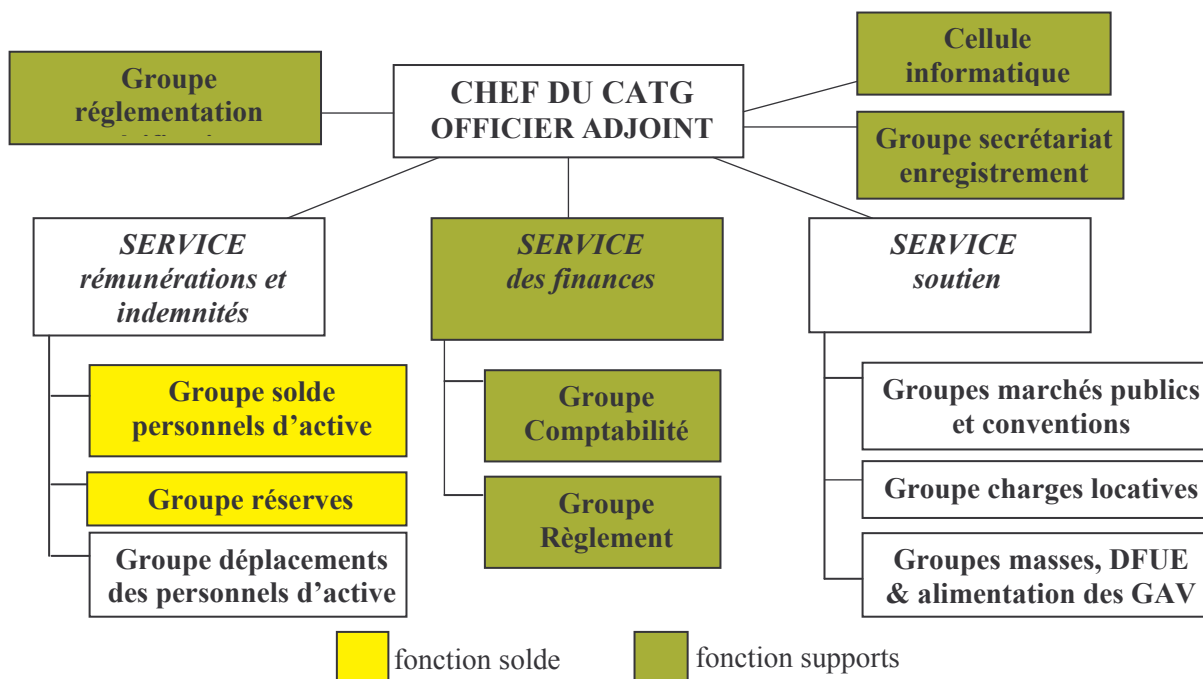 Groupe
réglementation
CHEF DU CATG
OFFICIER ADJOINT
Cellule
informatique
Groupe secrétariat
enregistrement
SERVICE
rémunérations et
indemnités
SERVICE
des finances
SERVICE
soutien
Groupe solde
personnels d’active
Groupe réserves
Groupe déplacements
des personnels d’active
Groupe
Comptabilité
Groupe
Règlement
Groupes marchés publics
et conventions
Groupe charges locatives
Groupes masses, DFUE
& alimentation des GAV
fonction solde
fonction supports